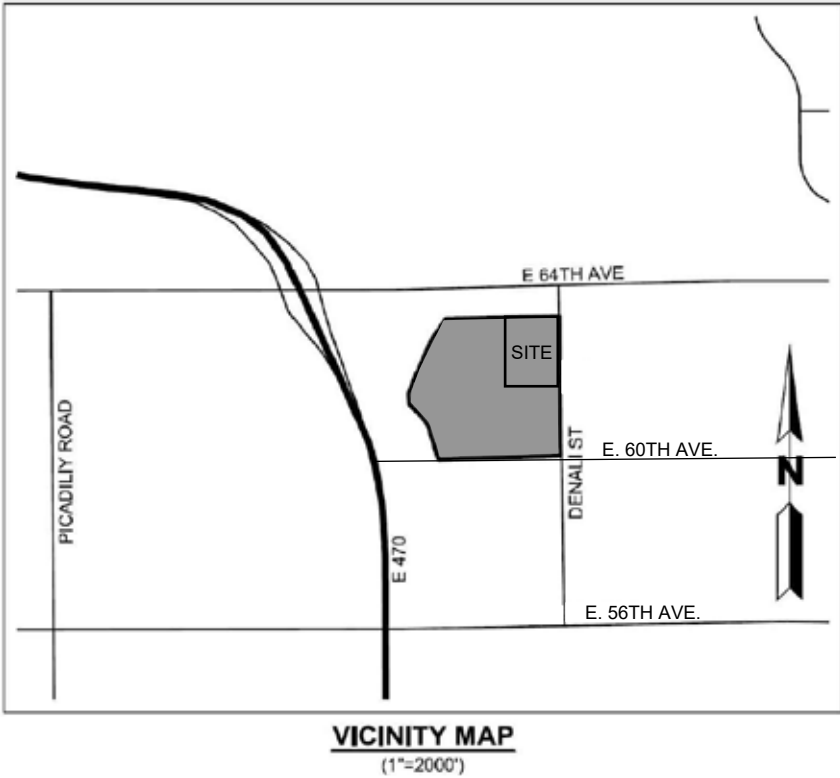 E 64TH AVE
SITE
PICADILIY ROAD
DENALI ST
E. 60TH AVE.
N
E 470
E. 56TH AVE.
VICINITY MAP
(1"=2000')